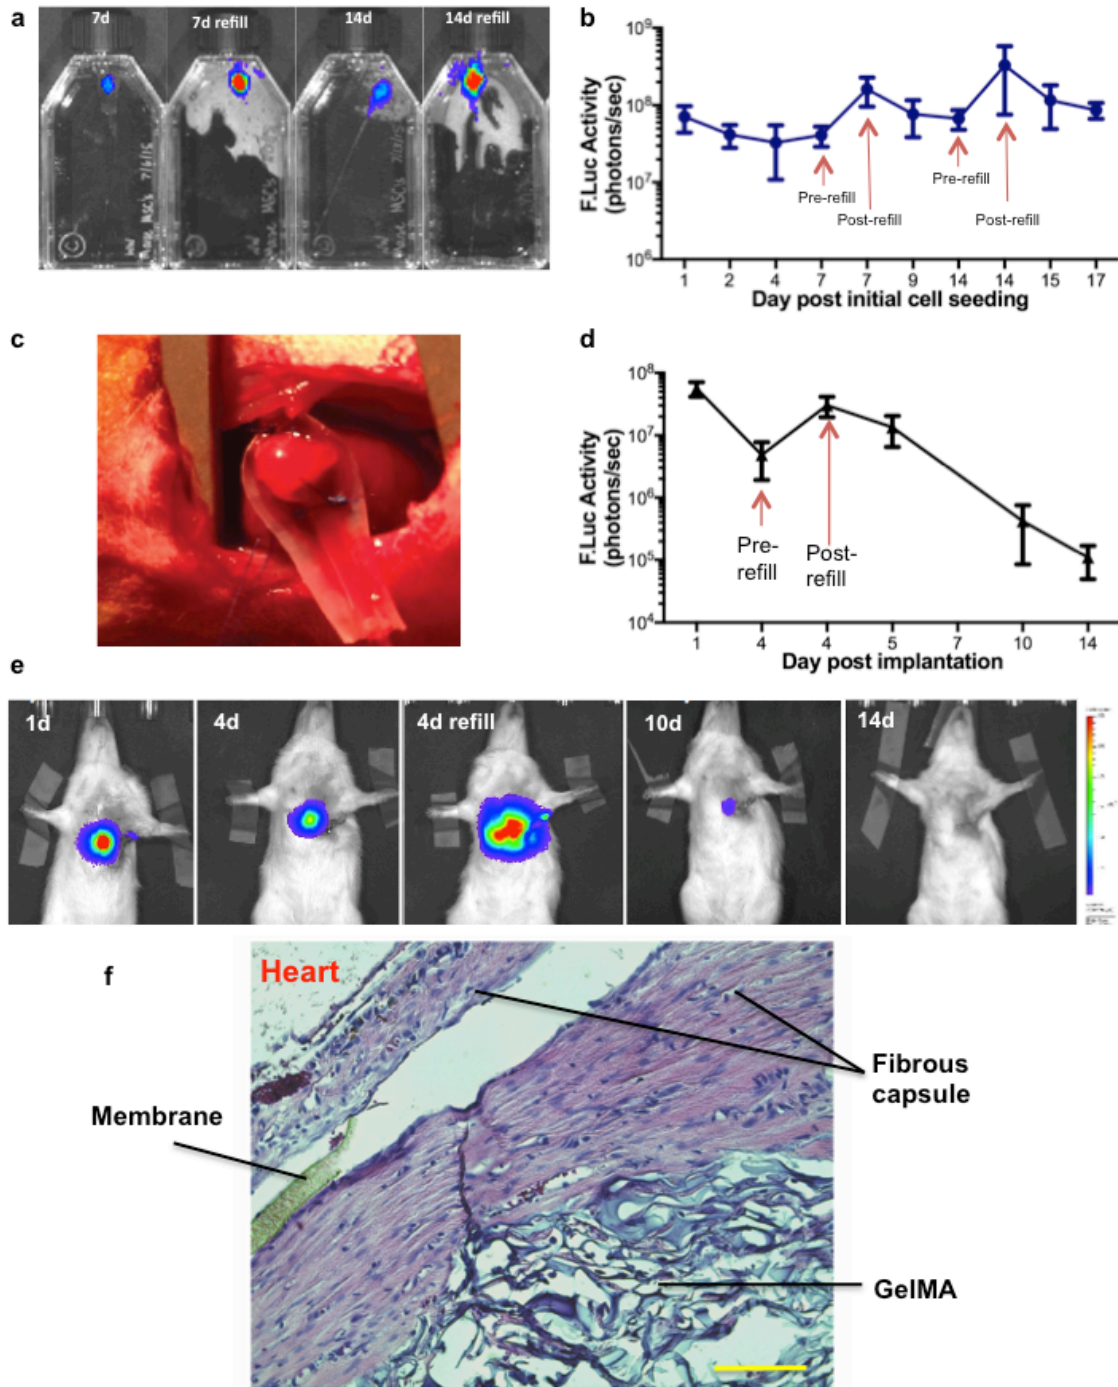 a
7d
7d refill
14d
14d refill
b
F.Luc Activity
(photons/sec)
10⁹
10⁸
10⁷
10⁶
Pre-refill
Post-refill
Pre-refill
Post-refill
1 2 4 7 7 9 14 14 15 17
Day post initial cell seeding
c
d
F.Luc Activity
(photons/sec)
10⁸
10⁷
10⁶
10⁵
10⁴
Pre-
refill
Post-
refill
1 4 4 5 7 10 14
Day post implantation
e
1d
4d
4d refill
10d
14d
f
Heart
Membrane
Fibrous
capsule
GelMA